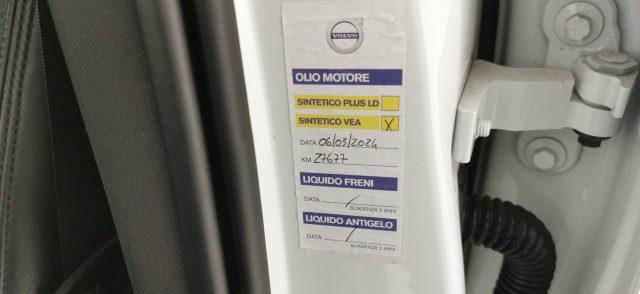 VOLVO
OLIO MOTORE
SINTETICO PLUS LD
SINTETICO VEA X
DATA 06/03/2024
KM 27677
LIQUIDO FRENI
DATA /
SCADENZA 2 ANNI
LIQUIDO ANTIGELO
DATA /
SCADENZA 2 ANNI